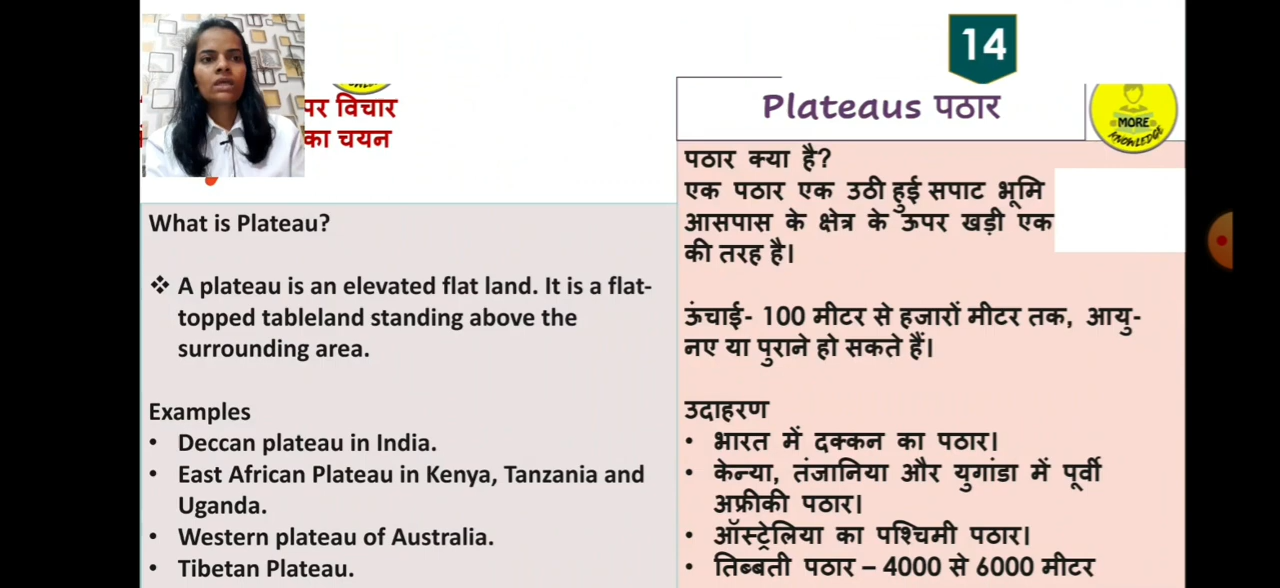 14
पर विचार
का चयन
Plateaus पठार
MORE
KNOWLEDGE
What is Plateau?
❖ A plateau is an elevated flat land. It is a flat-
topped tableland standing above the
surrounding area.
Examples
• Deccan plateau in India.
• East African Plateau in Kenya, Tanzania and
Uganda.
• Western plateau of Australia.
• Tibetan Plateau.
पठार क्या है?
एक पठार एक उठी हुई सपाट भूमि
आसपास के क्षेत्र के ऊपर खड़ी एक
की तरह है।
ऊंचाई- 100 मीटर से हजारों मीटर तक, आयु-
नए या पुराने हो सकते हैं।
उदाहरण
• भारत में दक्कन का पठार।
• केन्या, तंजानिया और युगांडा में पूर्वी
अफ्रीकी पठार।
• ऑस्ट्रेलिया का पश्चिमी पठार।
• तिब्बती पठार – 4000 से 6000 मीटर